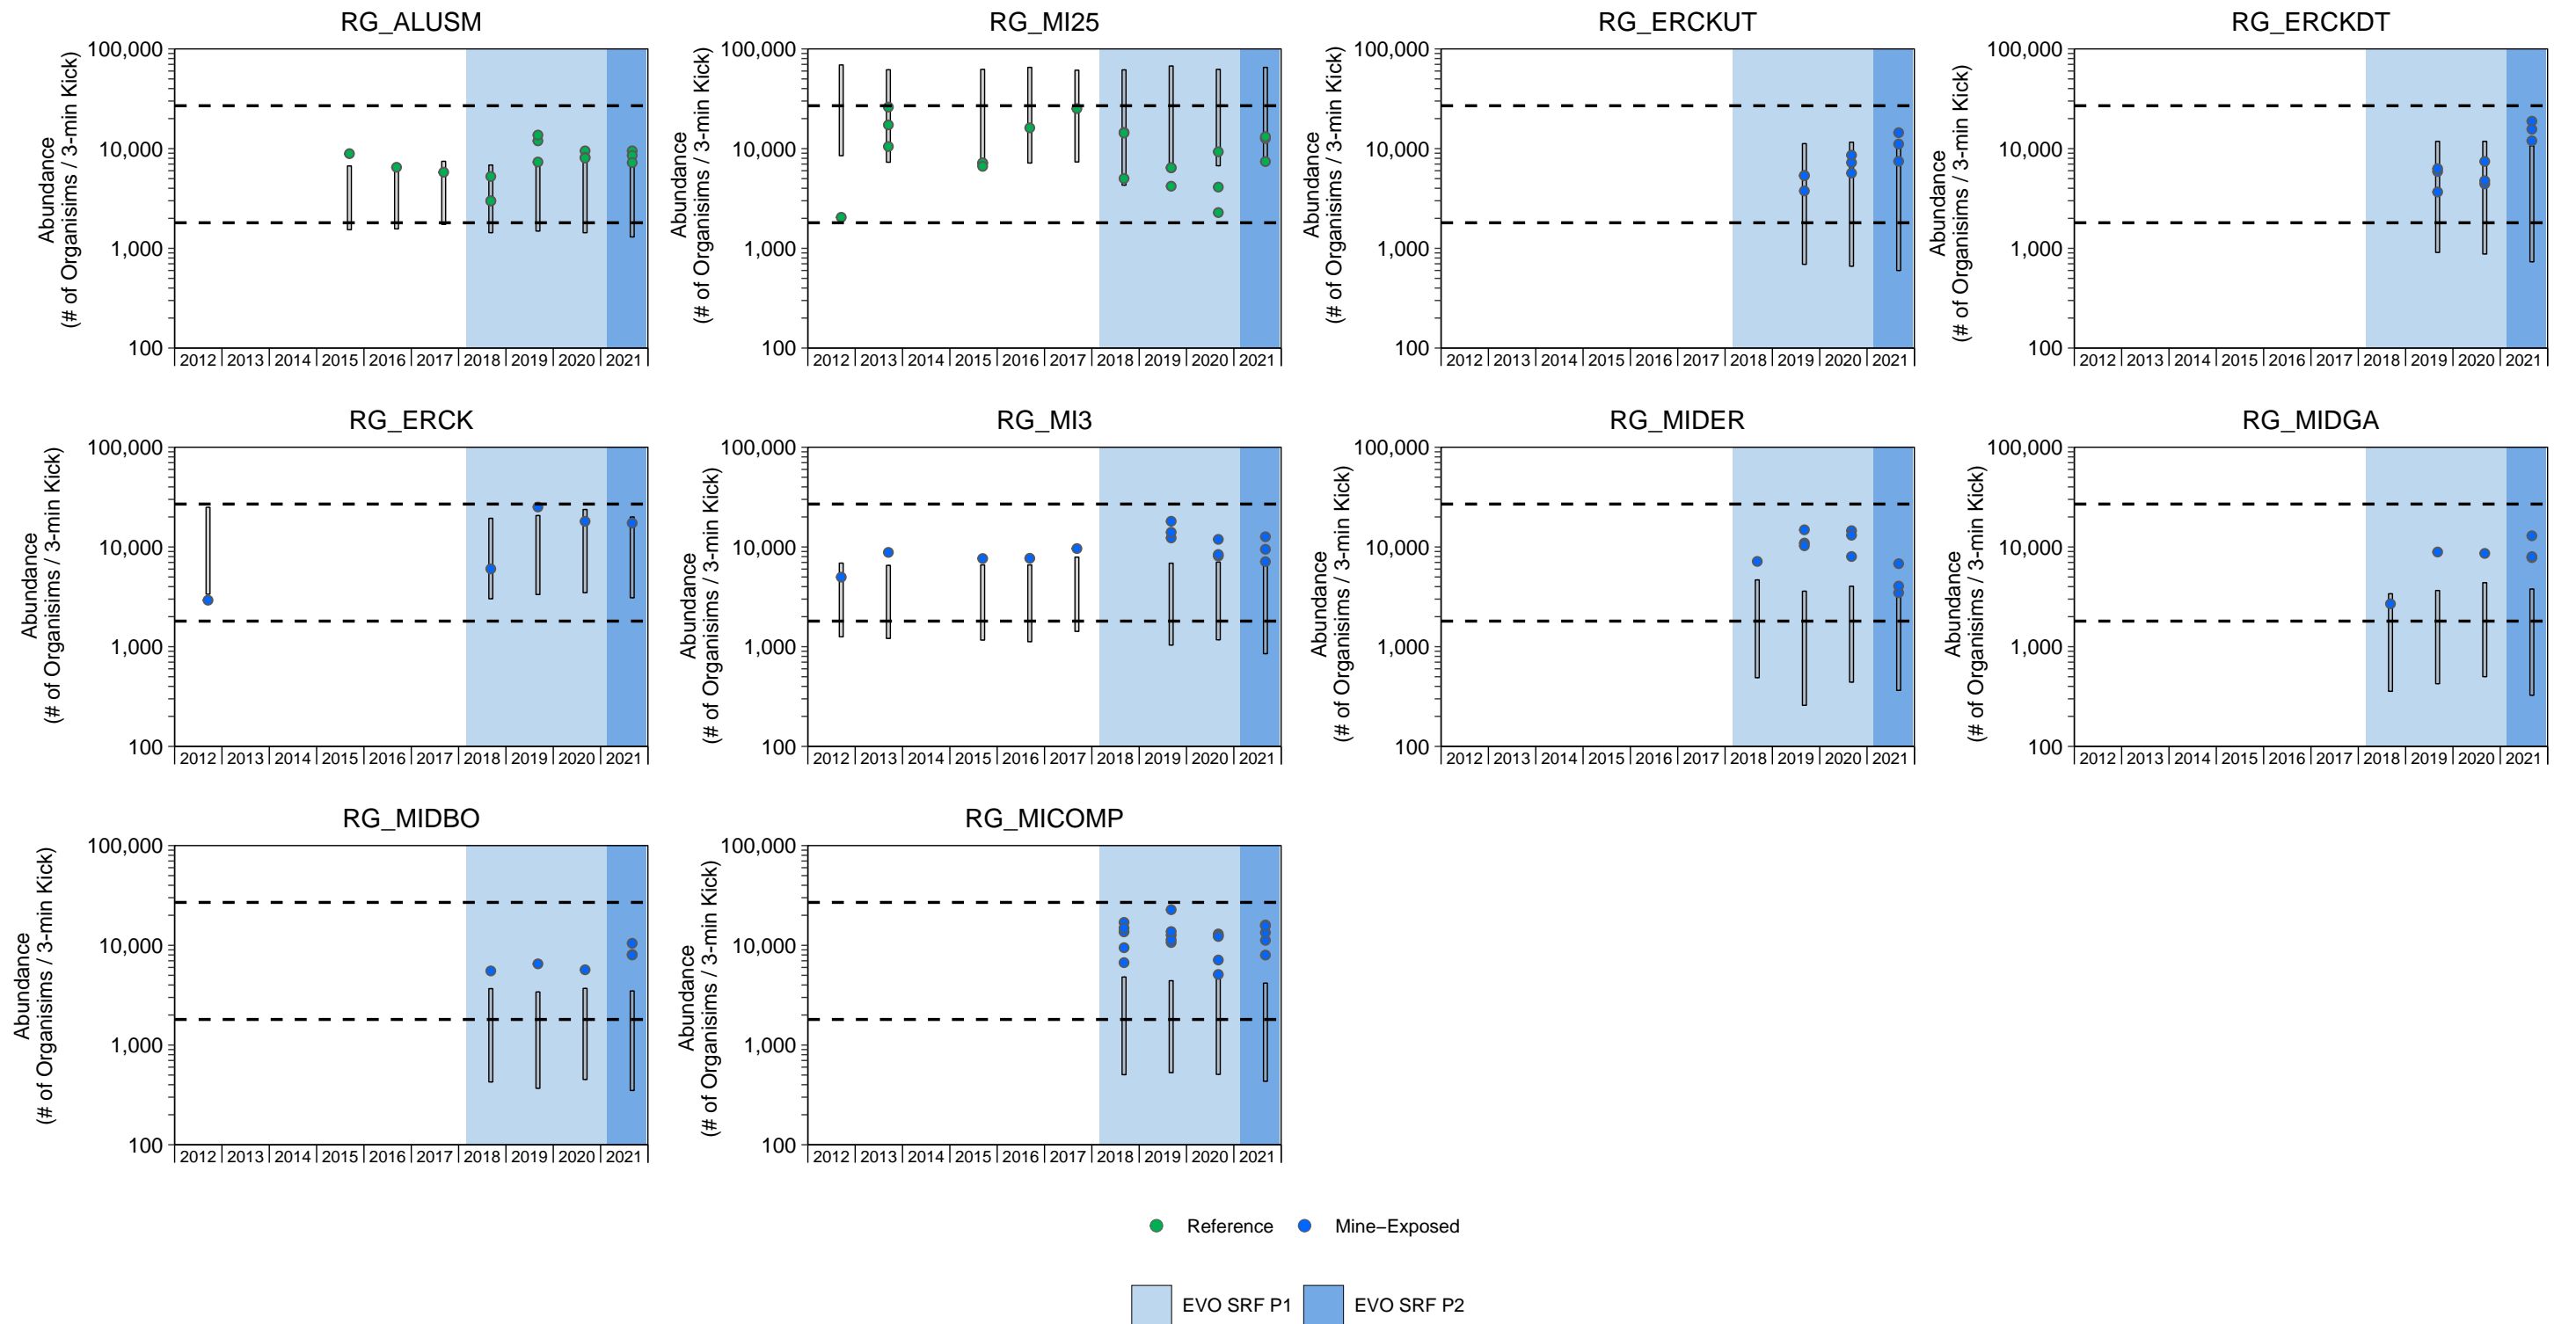 RG_ALUSM
RG_MI25
RG_ERCKUT
RG_ERCKDT
Abundance
(# of Organisims / 3-min Kick)
100,000
10,000
1,000
100
2012 2013 2014 2015 2016 2017 2018 2019 2020 2021
Abundance
(# of Organisims / 3-min Kick)
100,000
10,000
1,000
100
2012 2013 2014 2015 2016 2017 2018 2019 2020 2021
Abundance
(# of Organisims / 3-min Kick)
100,000
10,000
1,000
100
2012 2013 2014 2015 2016 2017 2018 2019 2020 2021
Abundance
(# of Organisims / 3-min Kick)
100,000
10,000
1,000
100
2012 2013 2014 2015 2016 2017 2018 2019 2020 2021
RG_ERCK
RG_MI3
RG_MIDER
RG_MIDGA
Abundance
(# of Organisims / 3-min Kick)
100,000
10,000
1,000
100
2012 2013 2014 2015 2016 2017 2018 2019 2020 2021
Abundance
(# of Organisims / 3-min Kick)
100,000
10,000
1,000
100
2012 2013 2014 2015 2016 2017 2018 2019 2020 2021
Abundance
(# of Organisims / 3-min Kick)
100,000
10,000
1,000
100
2012 2013 2014 2015 2016 2017 2018 2019 2020 2021
Abundance
(# of Organisims / 3-min Kick)
100,000
10,000
1,000
100
2012 2013 2014 2015 2016 2017 2018 2019 2020 2021
RG_MIDBO
RG_MICOMP
Abundance
(# of Organisims / 3-min Kick)
100,000
10,000
1,000
100
2012 2013 2014 2015 2016 2017 2018 2019 2020 2021
Abundance
(# of Organisims / 3-min Kick)
100,000
10,000
1,000
100
2012 2013 2014 2015 2016 2017 2018 2019 2020 2021
Reference Mine−Exposed
EVO SRF P1 EVO SRF P2